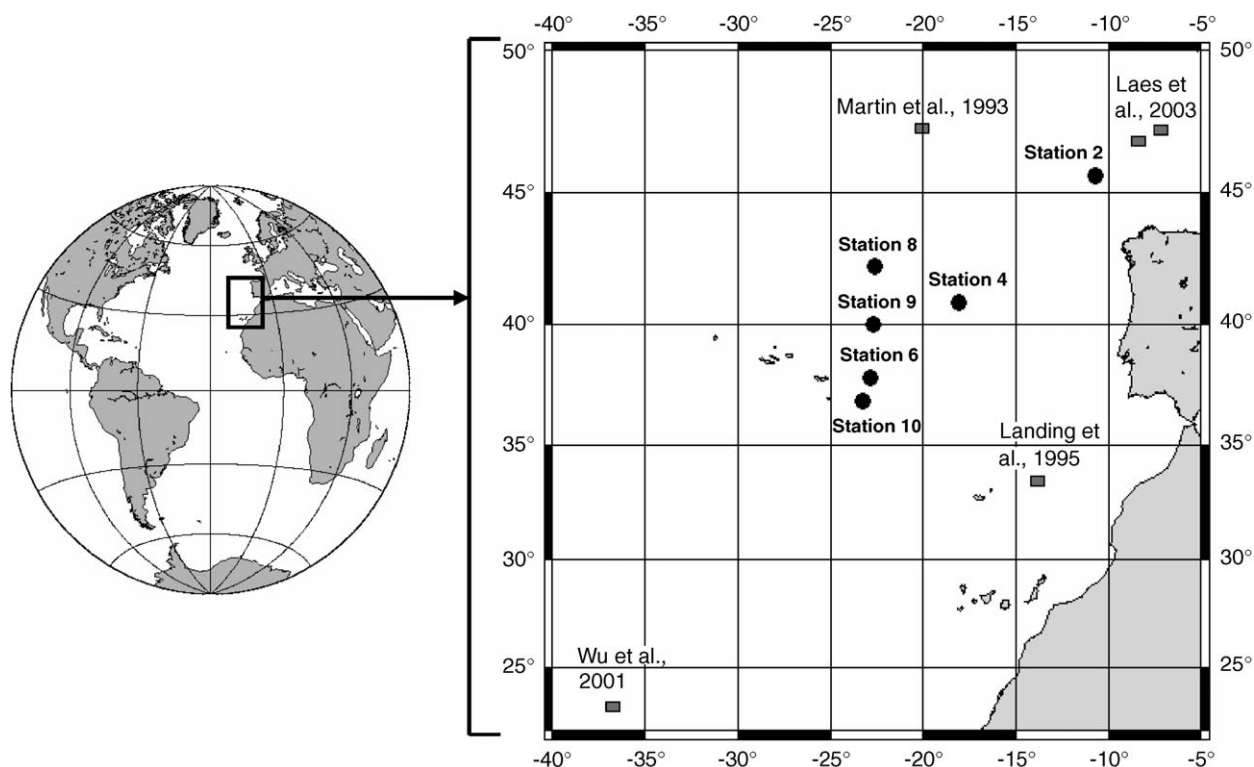 -40° -35° -30° -25° -20° -15° -10° -5°
50° 50°
Laes et
al., 2003
Martin et al., 1993
Station 2
45° 45°
Station 8
Station 4
Station 9
40° 40°
Station 6
Station 10
Landing et
al., 1995
35° 35°
30° 30°
Wu et al.,
2001
25° 25°
-40° -35° -30° -25° -20° -15° -10° -5°